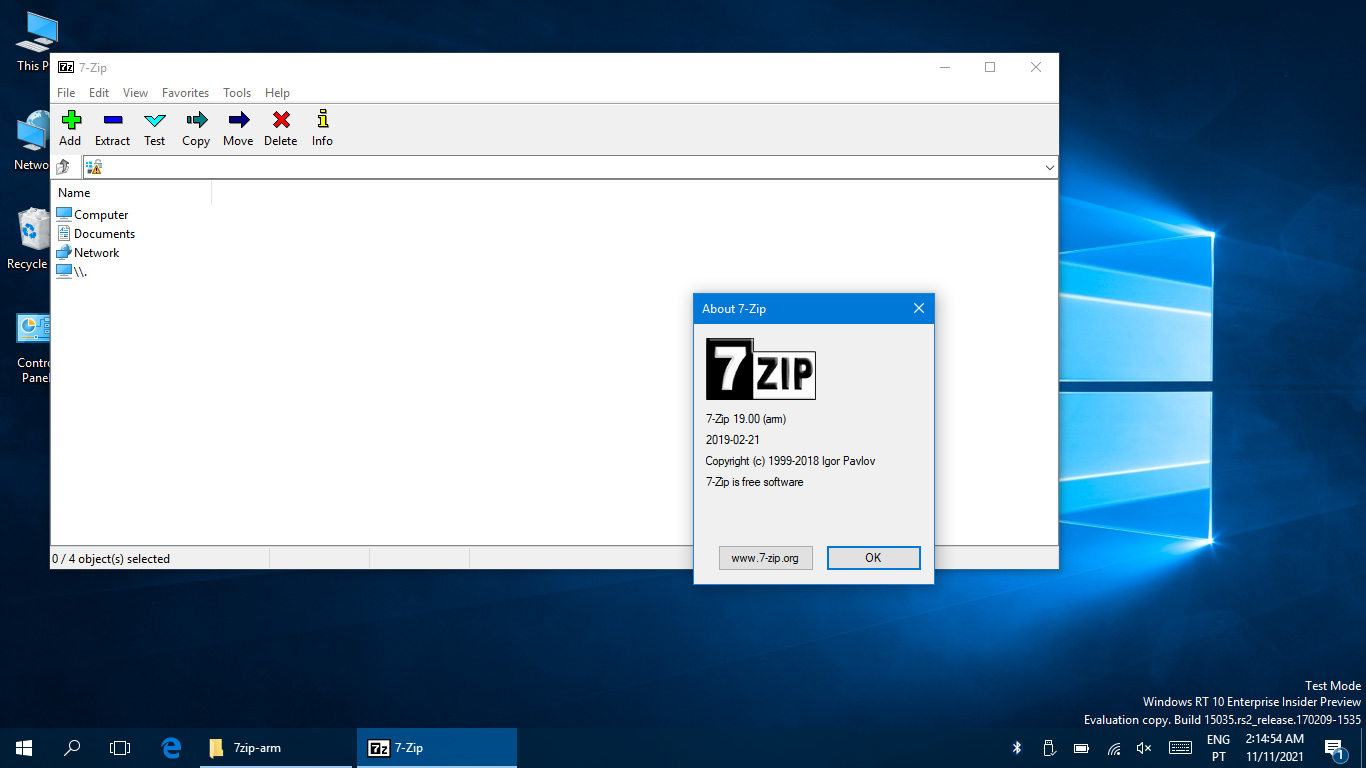 This P
Netwo
Recycle
Contro
Panel
7z 7-Zip
File Edit View Favorites Tools Help
Add Extract Test Copy Move Delete Info
Name
Computer
Documents
Network
\\.
0 / 4 object(s) selected
About 7-Zip
7 ZIP
7-Zip 19.00 (arm)
2019-02-21
Copyright (c) 1999-2018 Igor Pavlov
7-Zip is free software
www.7-zip.org OK
Test Mode
Windows RT 10 Enterprise Insider Preview
Evaluation copy. Build 15035.rs2_release.170209-1535
7zip-arm
7z 7-Zip
ENG
PT
2:14:54 AM
11/11/2021
1